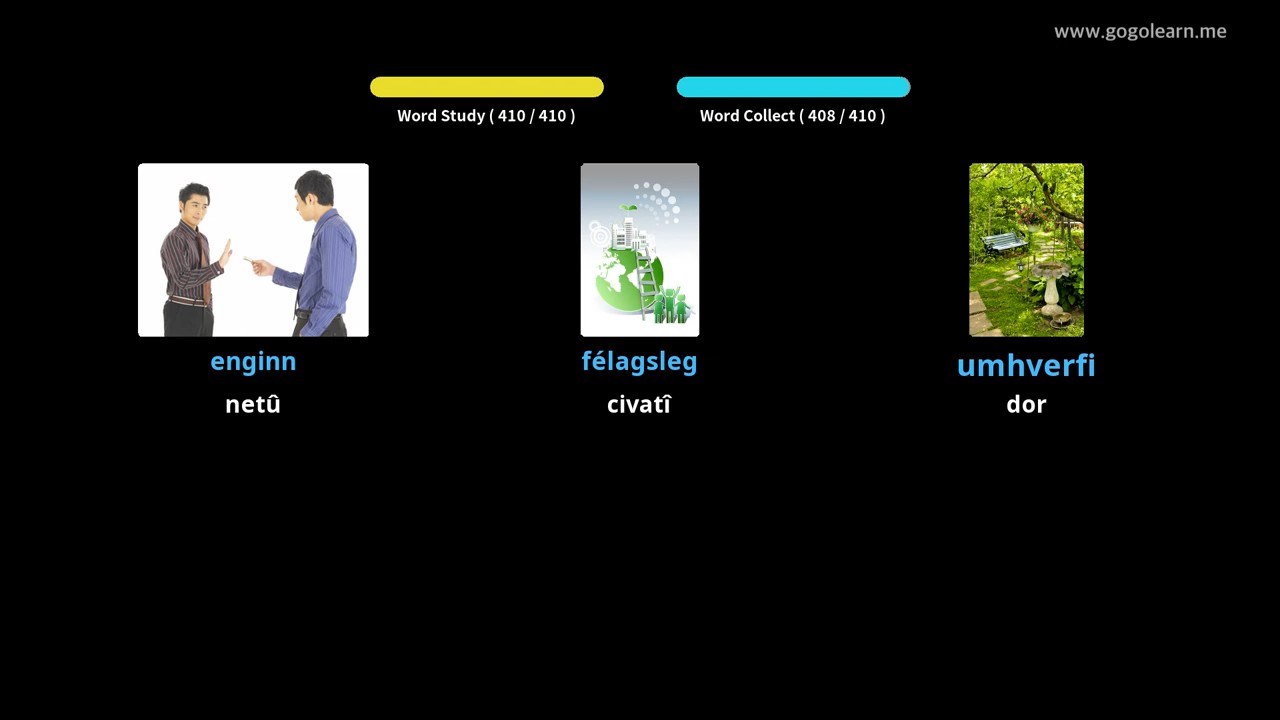 www.gogolearn.me
Word Study ( 410 / 410 )
Word Collect ( 408 / 410 )
enginn
félagsleg
umhverfi
netû
civatî
dor